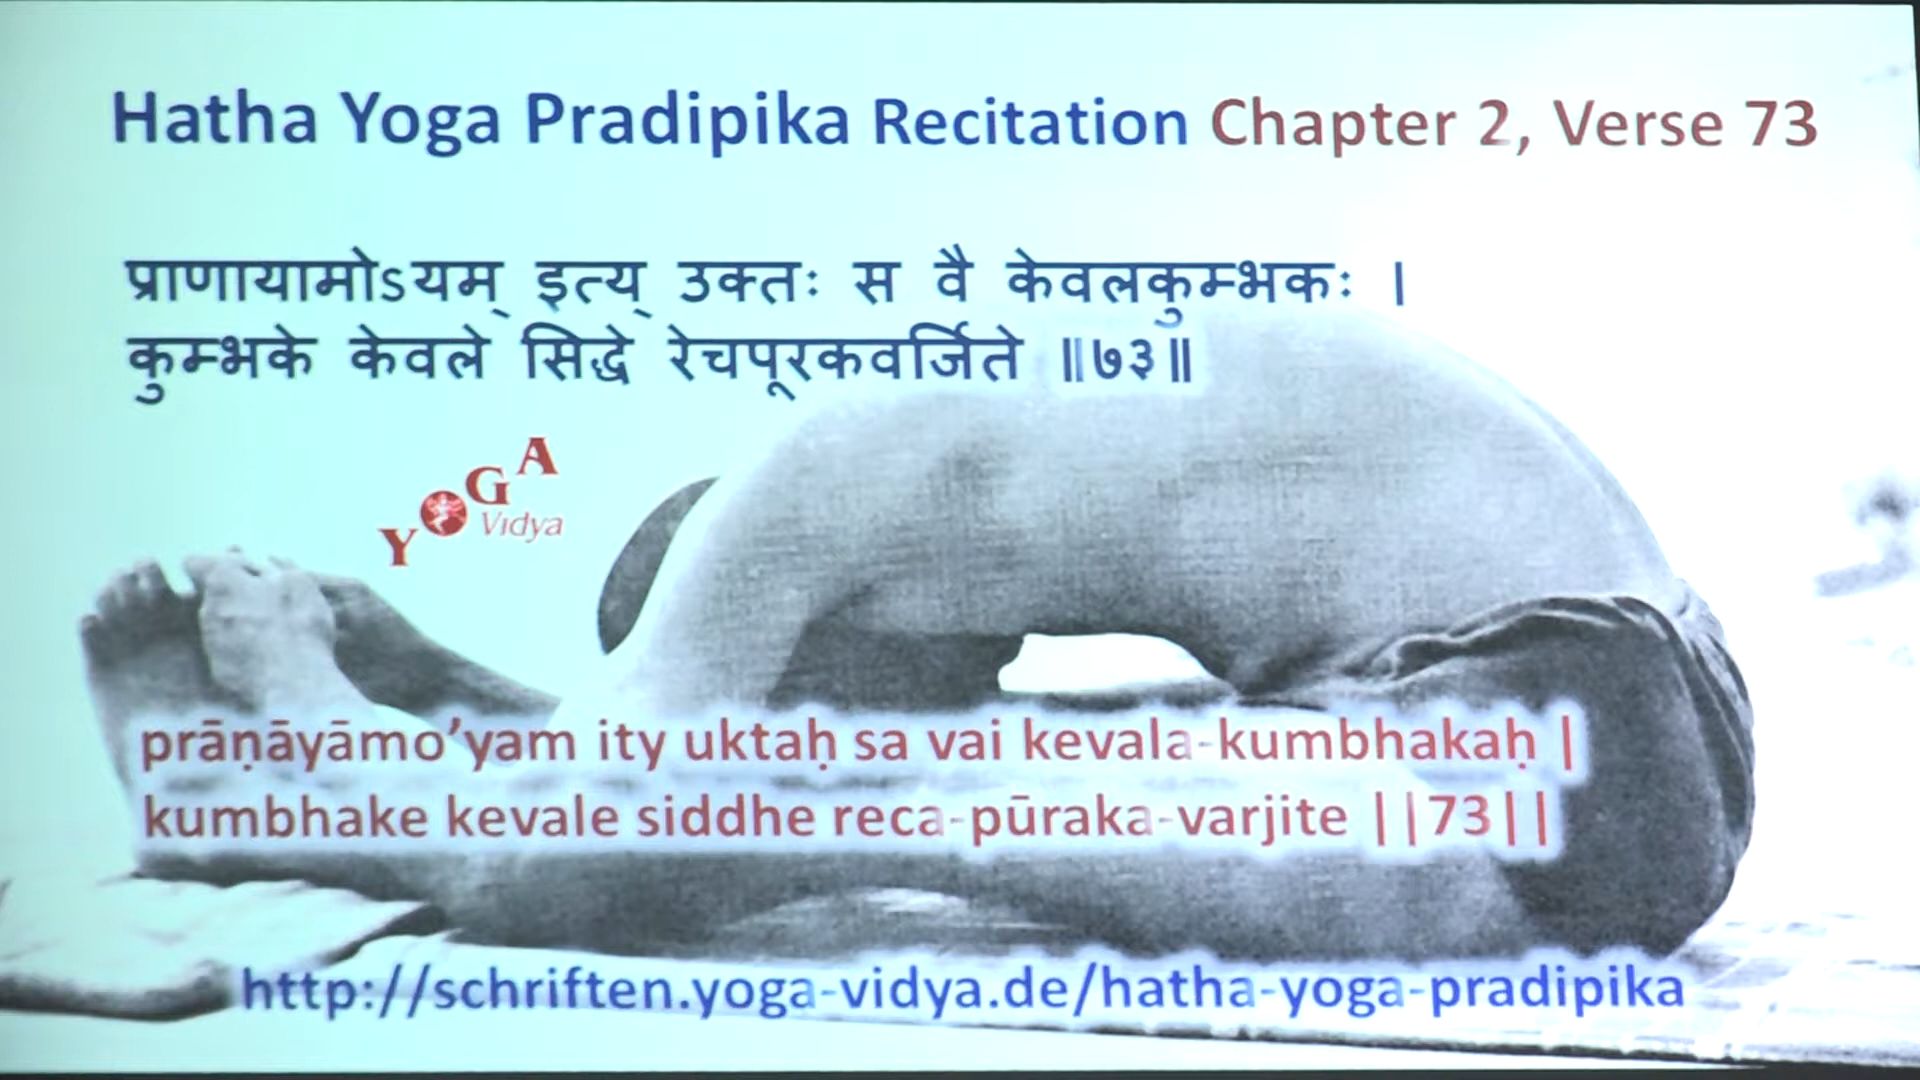 Hatha Yoga Pradipika Recitation Chapter 2, Verse 73
प्राणायामोऽयम् इत्य् उक्तः स वै केवलकुम्भकः ।
कुम्भके केवले सिद्धे रेचपूरकवर्जिते ॥७३॥
YOGA
Vidya
prāṇāyāmo’yam ity uktaḥ sa vai kevala-kumbhakaḥ |
kumbhake kevale siddhe reca-pūraka-varjite ||73||
http://schriften.yoga-vidya.de/hatha-yoga-pradipika